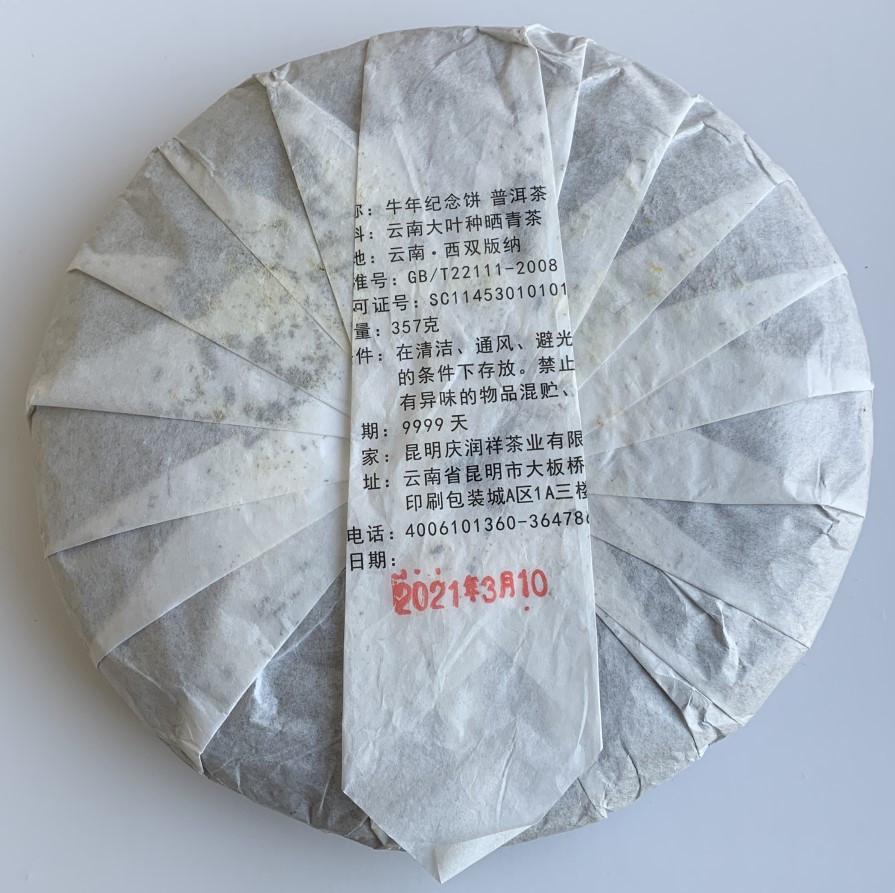 称：牛年纪念饼 普洱茶
料：云南大叶种晒青茶
地：云南·西双版纳
准号：GB/T22111-2008
可证号：SC11453010101
量：357克
件：在清洁、通风、避光
的条件下存放。禁止
有异味的物品混贮、
期：9999 天
家：昆明庆润祥茶业有限
址：云南省昆明市大板桥
印刷包装城A区1A三楼
电话：4006101360-36478
日期：
2021年3月10